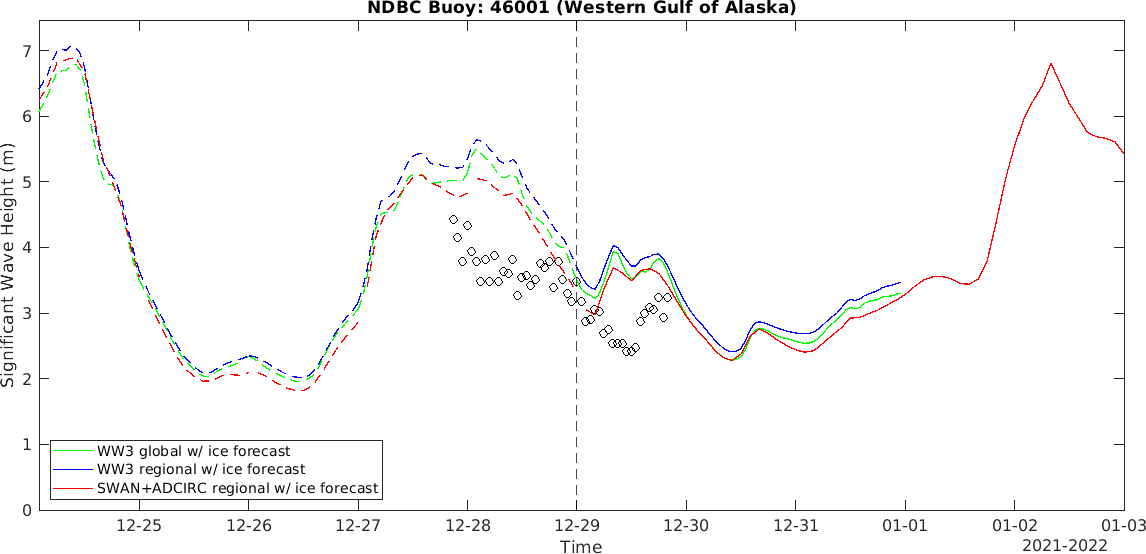 NDBC Buoy: 46001 (Western Gulf of Alaska)
Significant Wave Height (m)
7
6
5
4
3
2
1
0
WW3 global w/ ice forecast
WW3 regional w/ ice forecast
SWAN+ADCIRC regional w/ ice forecast
12-25 12-26 12-27 12-28 12-29 12-30 12-31 01-01 01-02 01-03
Time
2021-2022